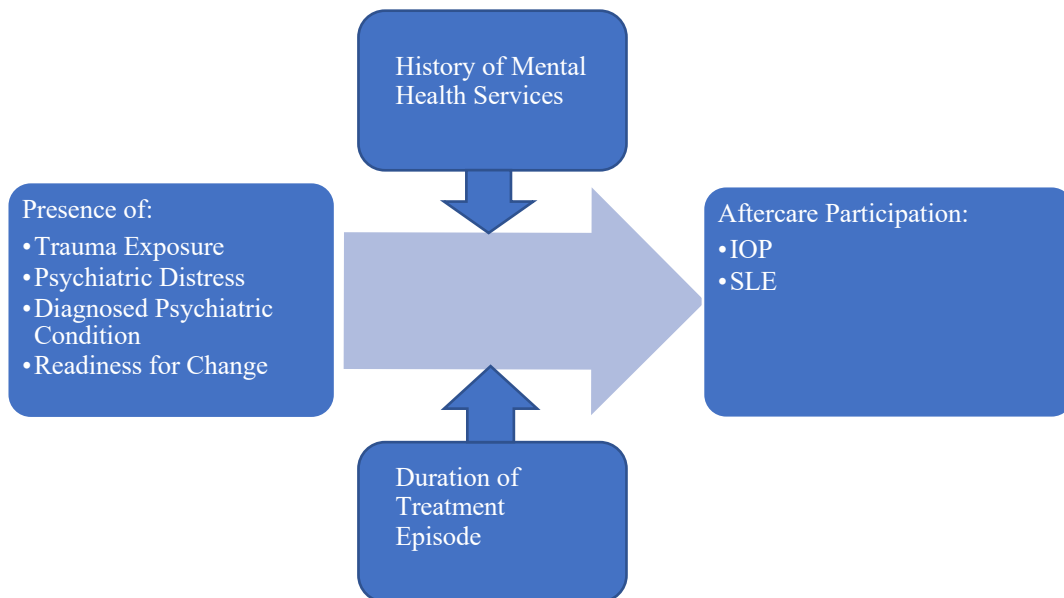 History of Mental
Health Services
Presence of:
•Trauma Exposure
•Psychiatric Distress
•Diagnosed Psychiatric
Condition
•Readiness for Change
Aftercare Participation:
•IOP
•SLE
Duration of
Treatment
Episode